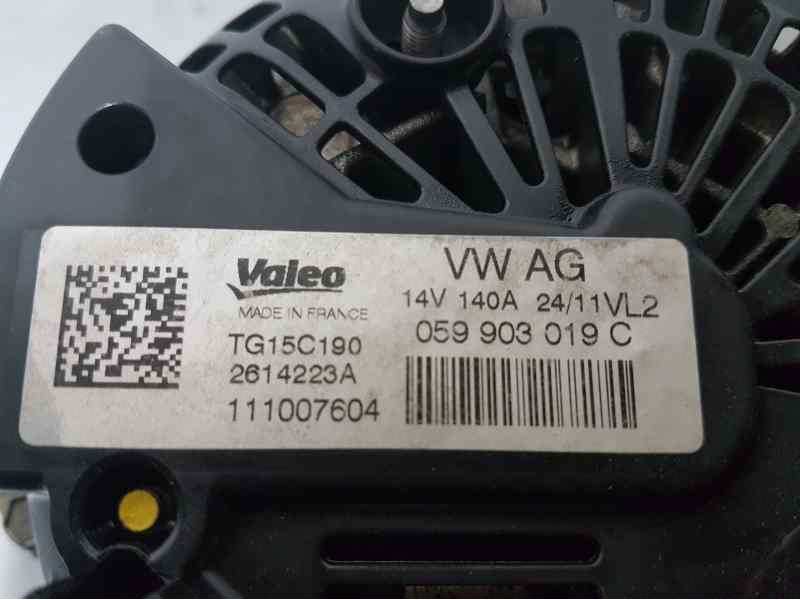 Valeo
MADE IN FRANCE
TG15C190
2614223A
111007604
VW AG
14V 140A 24/11VL2
059 903 019 C